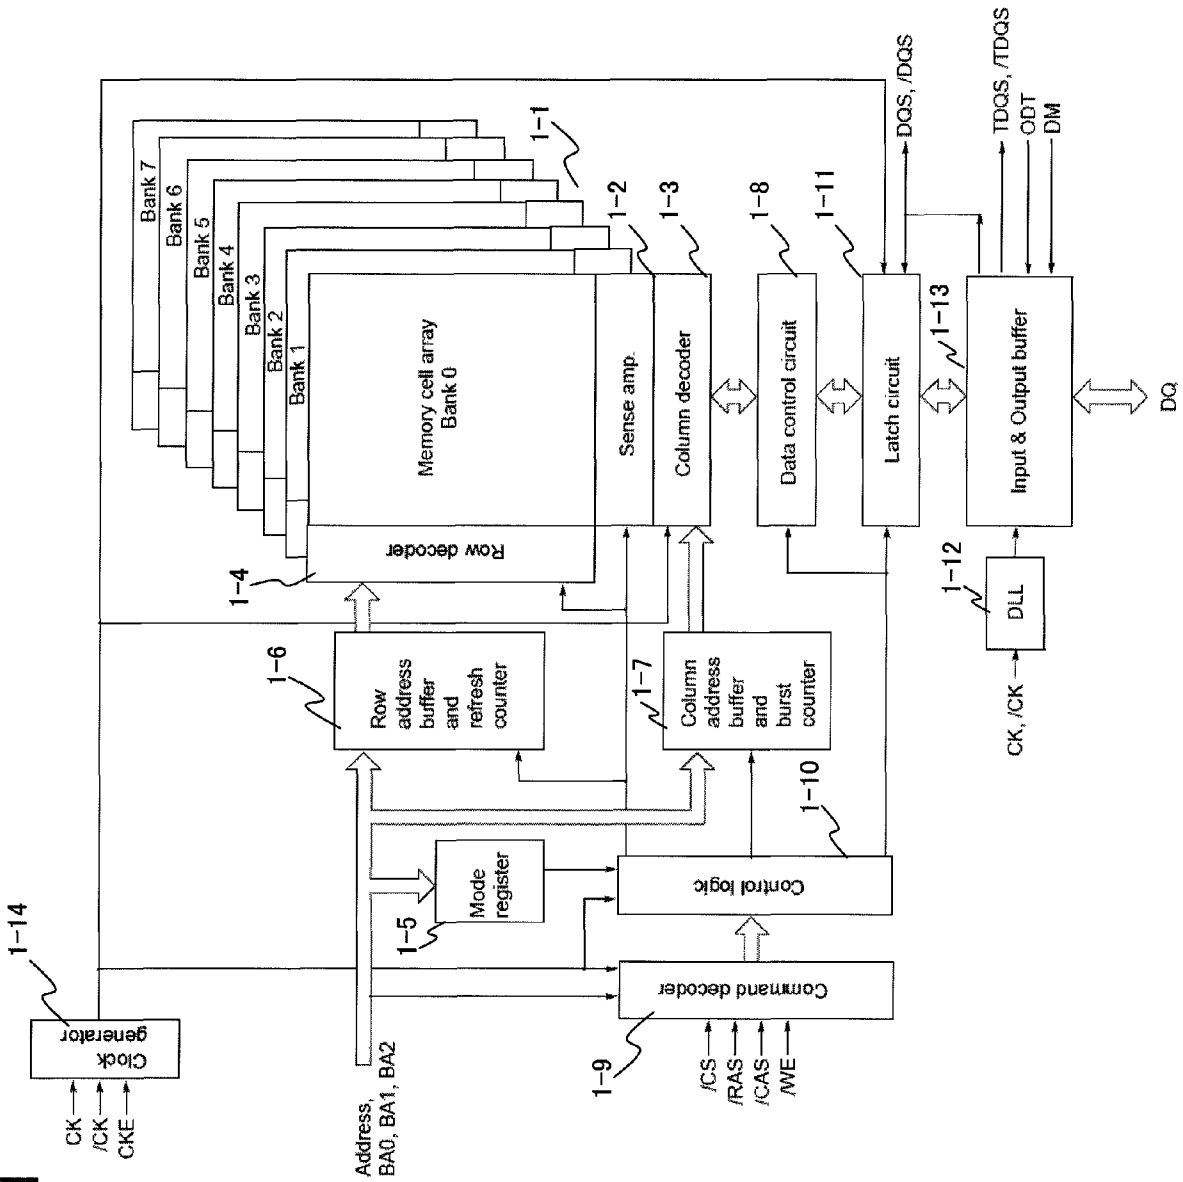 1-14
Clock
generator
CK
/CK
CKE
Bank 7
Bank 6
Bank 5
Bank 4
Bank 3
Bank 2
Bank 1
1-1
Memory cell array
Bank 0
Row decoder
1-4
Sense amp.
1-2
Column decoder
1-3
1-6
Row
address
buffer
and
refresh
counter
1-7
Column
address
buffer
and
burst
counter
Address,
BA0, BA1, BA2
Mode
register
1-5
Control logic
1-10
Command decoder
1-9
/CS
/RAS
/CAS
/WE
Data control circuit
1-8
Latch circuit
1-11
DQS, /DQS
1-13
Input & Output buffer
TDQS, /TDQS
ODT
DM
1-12
DLL
CK, /CK
DQ